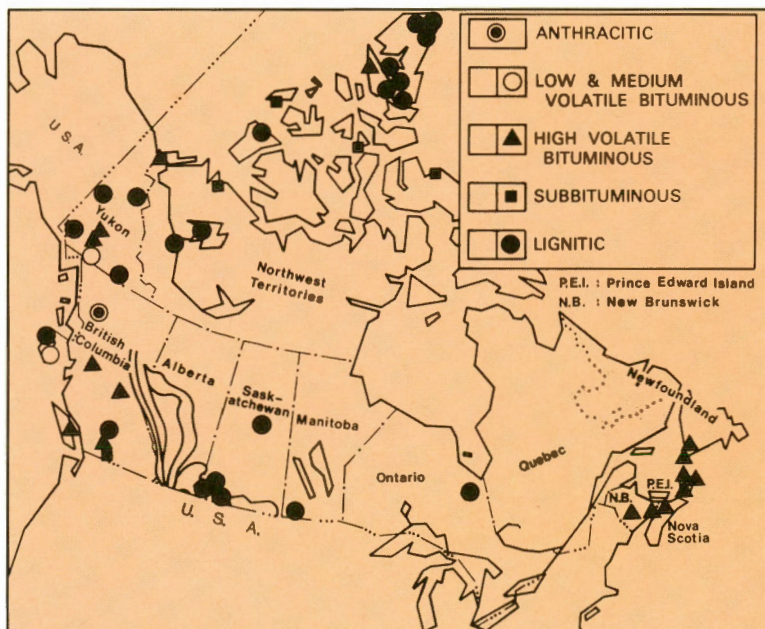 ANTHRACITIC
LOW & MEDIUM
VOLATILE BITUMINOUS
HIGH VOLATILE
BITUMINOUS
SUBBITUMINOUS
LIGNITIC
P.E.I. : Prince Edward Island
N.B. : New Brunswick
U.S.A.
Yukon
Northwest
Territories
British
Columbia
Alberta
Sask-
atchewan
Manitoba
Ontario
Quebec
Newfoundland
P.E.I.
N.B.
Nova
Scotia
U. S. A.